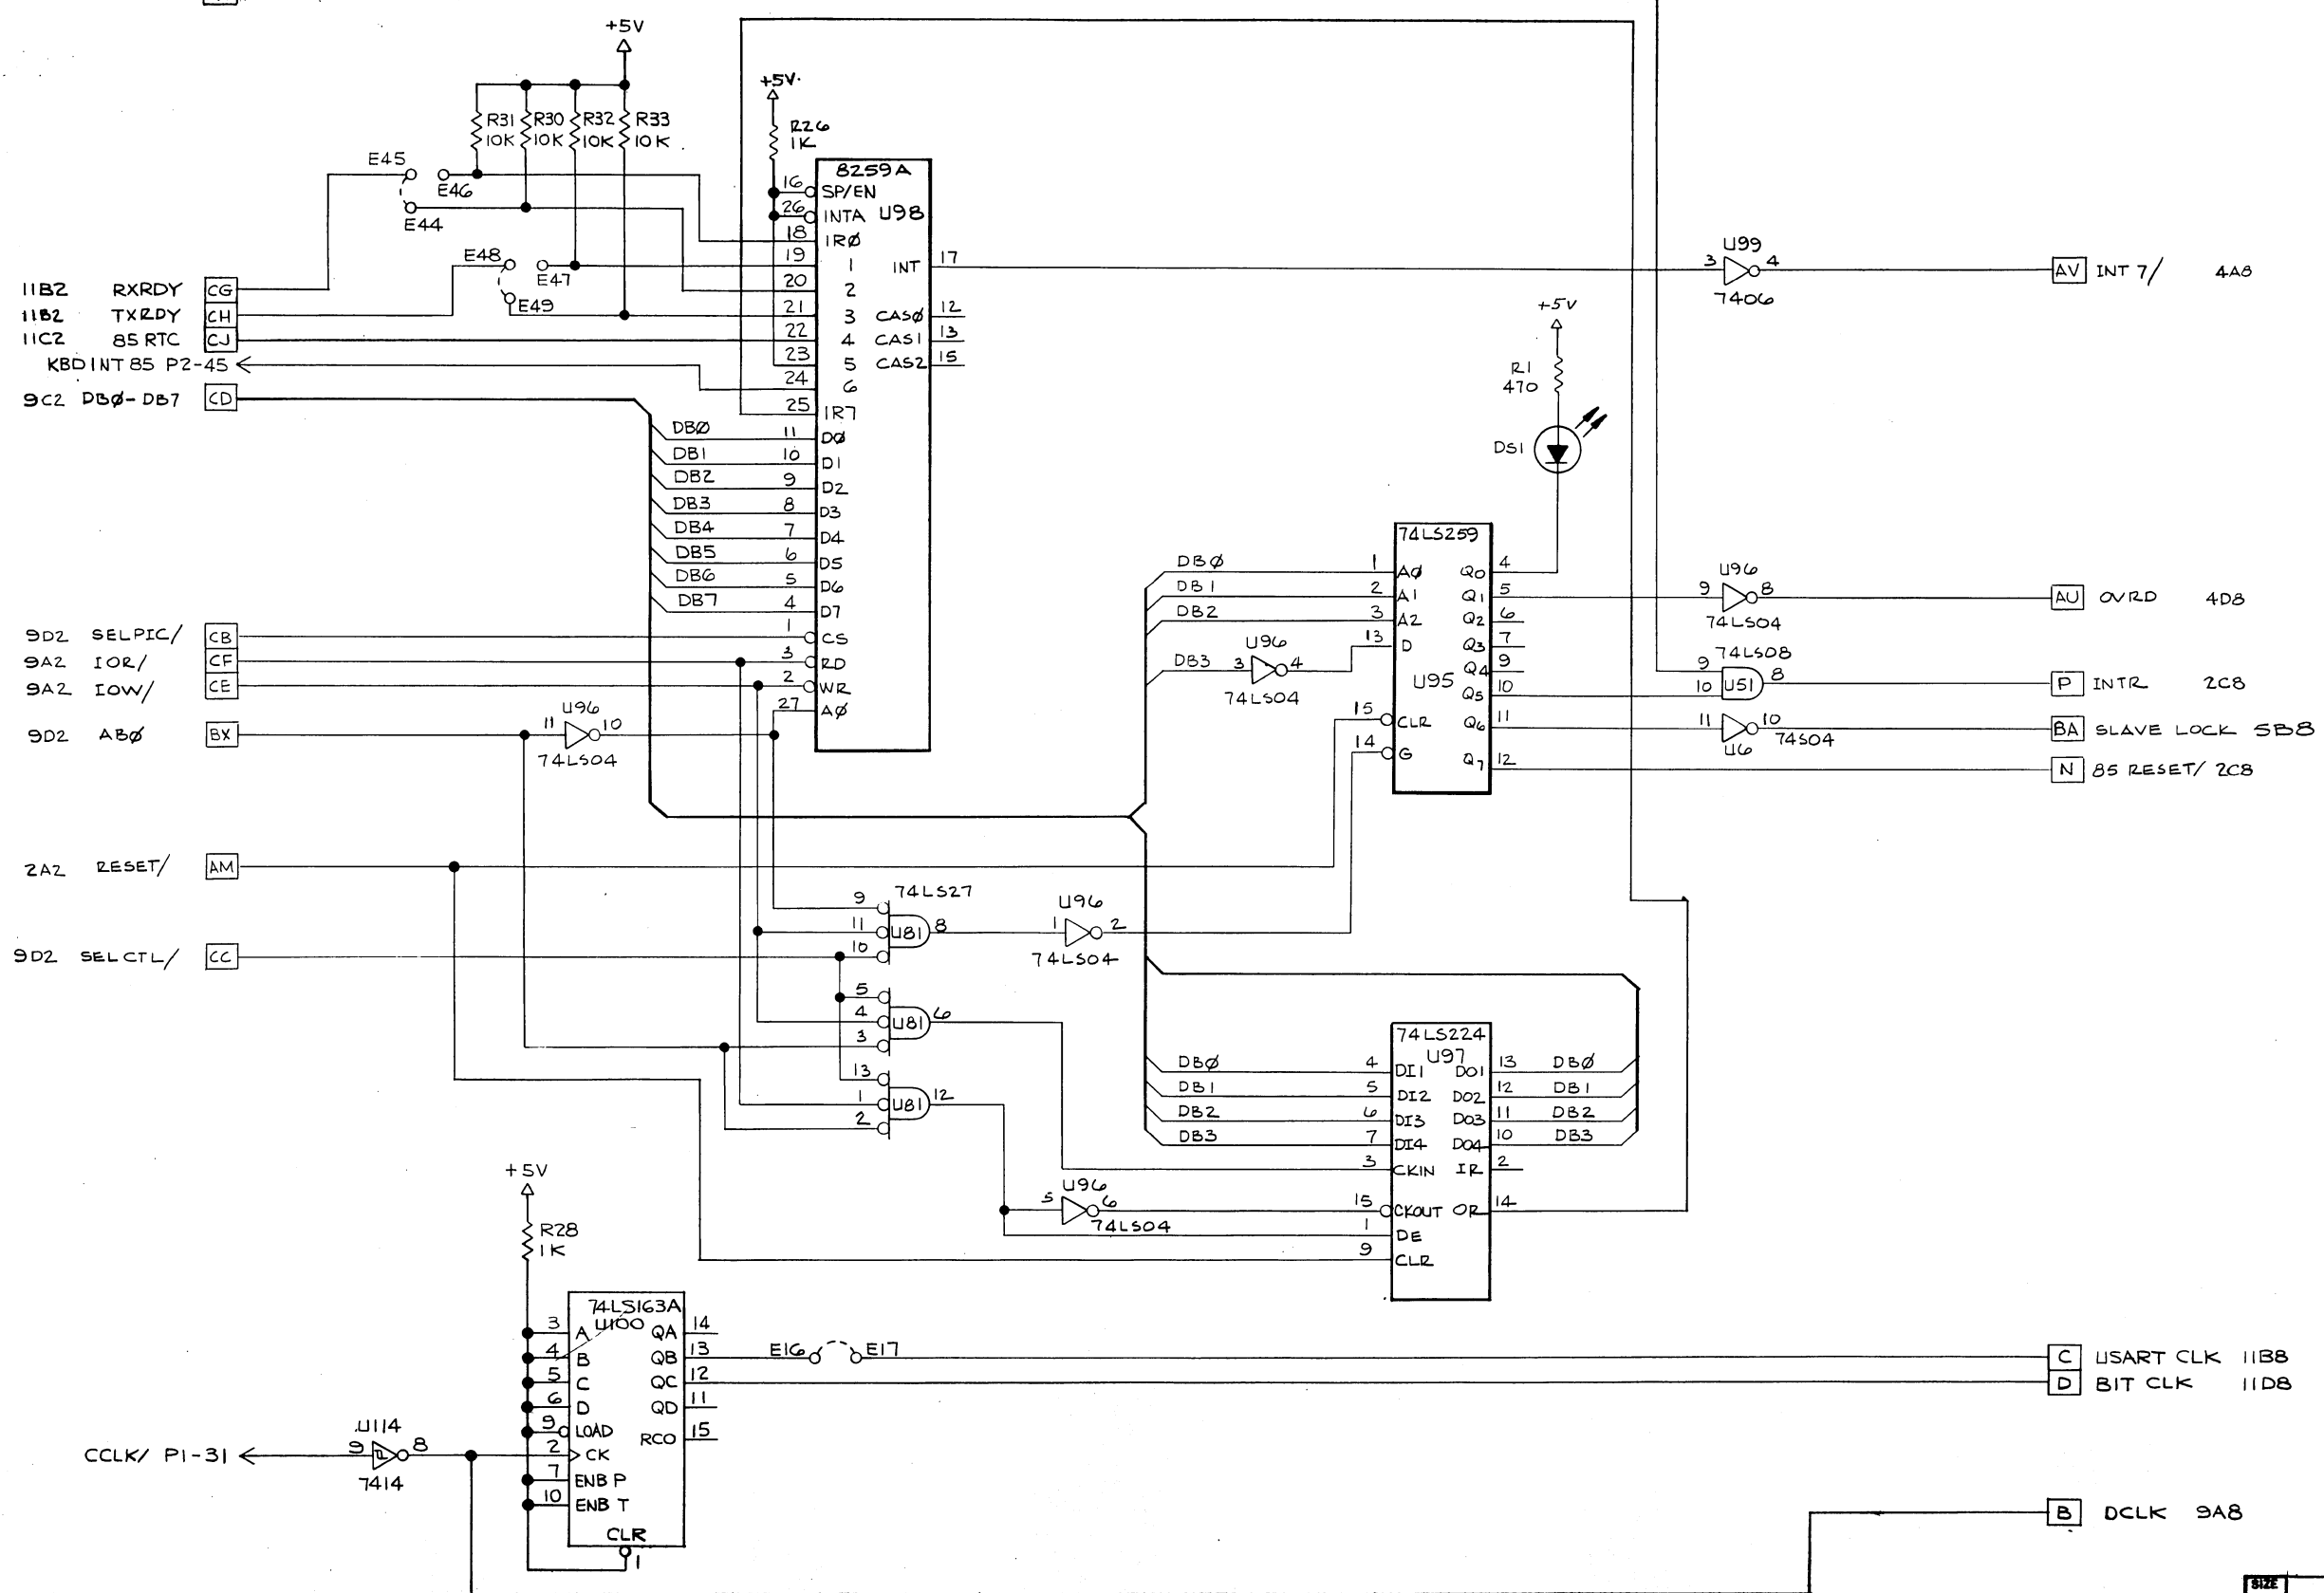 +5V
+5V
R31
10K
R30
10K
R32
10K
R33
10K
R26
1K
E45
E46
E44
E48
E47
E49
8259A
U98
16 SP/EN
26 INTA
18 IRØ
19 1
20 2
21 3
22 4
23 5
24 6
25 IR7
INT 17
CASØ 12
CAS1 13
CAS2 15
11B2 RXRDY CG
11B2 TXRDY CH
11C2 85 RTC CJ
KBDINT 85 P2-45
9C2 DBØ-DB7 CD
DBØ 11 DØ
DB1 10 D1
DB2 9 D2
DB3 8 D3
DB4 7 D4
DB5 6 D5
DB6 5 D6
DB7 4 D7
9D2 SELPIC/ CB
1 CS
9A2 IOR/ CF
3 RD
9A2 IOW/ CE
2 WR
9D2 ABØ BX
11 U96 10
74LS04
27 AØ
U99
3 4
7406
AV INT 7/ 4A8
+5V
R1
470
DS1
74LS259
U95
DBØ 1 AØ
DB1 2 A1
DB2 3 A2
DB3 3 U96 4
74LS04
13 D
15 CLR
14 G
Q0 4
Q1 5
Q2 6
Q3 7
Q4 9
Q5 10
Q6 11
Q7 12
U96
9 8
74LS04
AU OVRD 4D8
74LS08
9
10 U51 8
P INTR 2C8
11 10
U6 74S04
BA SLAVE LOCK 5B8
N 85 RESET/ 2C8
2A2 RESET/ AM
9D2 SELCTL/ CC
74LS27
9
11 U81 8
10
U96
1 2
74LS04
5
4 U81 6
3
13
1 U81 12
2
U96
5 6
74LS04
74LS224
U97
DBØ 4 DI1
DB1 5 DI2
DB2 6 DI3
DB3 7 DI4
3 CKIN
15 CKOUT
1 DE
9 CLR
DO1 13 DBØ
DO2 12 DB1
DO3 11 DB2
DO4 10 DB3
IR 2
OR 14
+5V
R28
1K
74LS163A
U100
3 A
4 B
5 C
6 D
9 LOAD
2 CK
7 ENB P
10 ENB T
CLR
1
QA 14
QB 13
QC 12
QD 11
RCO 15
E16 E17
C USART CLK 11B8
D BIT CLK 11D8
CCLK/ P1-31
U114
9 8
7414
B DCLK 9A8
SIZE